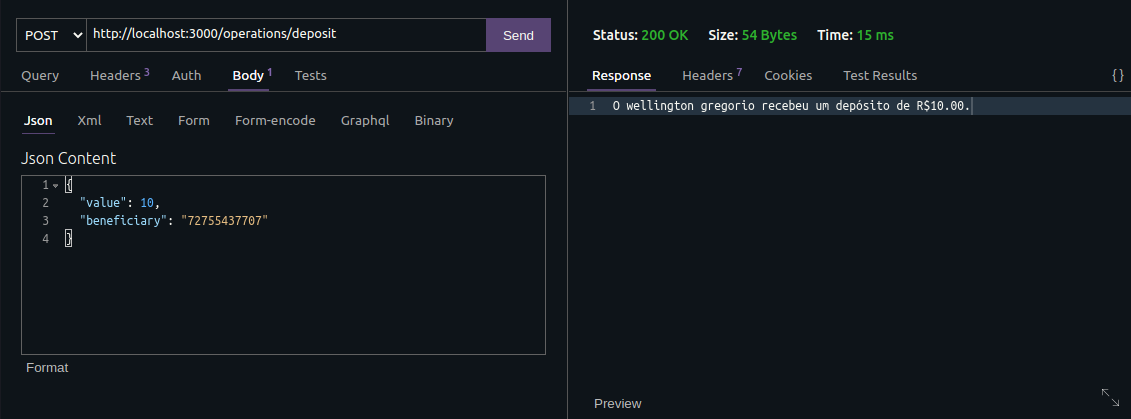 POST http://localhost:3000/operations/deposit Send
Query Headers 3 Auth Body 1 Tests
Json Xml Text Form Form-encode Graphql Binary
Json Content
1 {
2 "value": 10,
3 "beneficiary": "72755437707"
4 }
Format
Status: 200 OK Size: 54 Bytes Time: 15 ms
Response Headers 7 Cookies Test Results {}
1 O wellington gregorio recebeu um depósito de R$10.00.
Preview